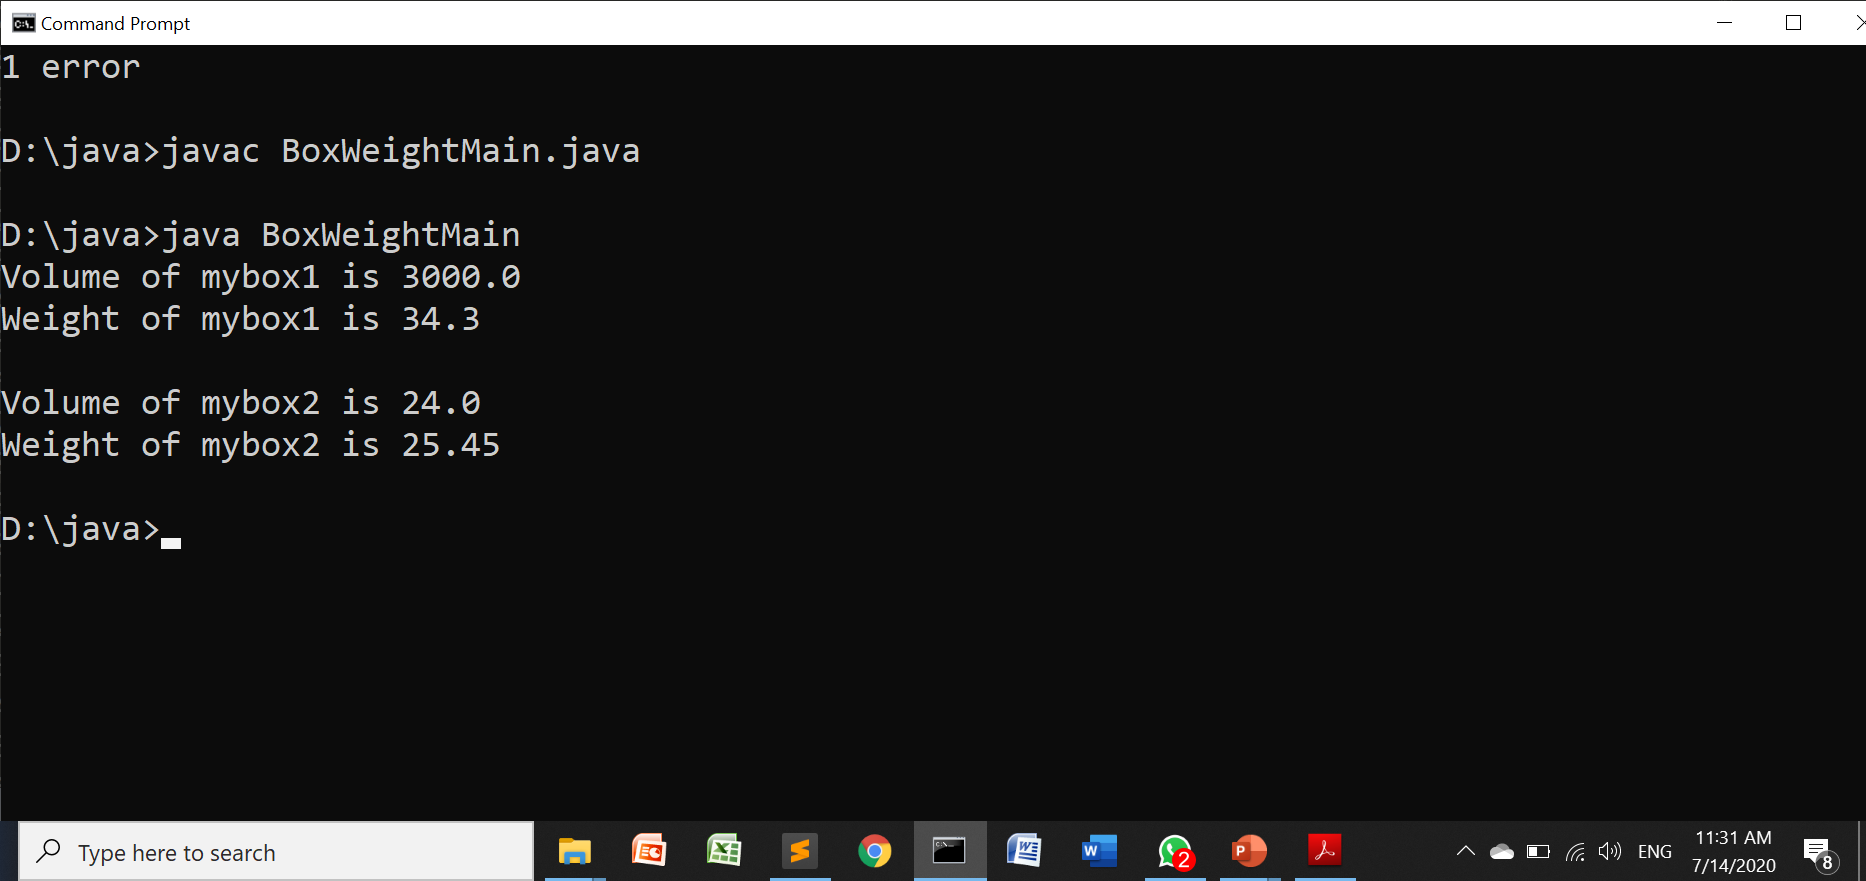 Command Prompt
1 error
D:\java>javac BoxWeightMain.java
D:\java>java BoxWeightMain
Volume of mybox1 is 3000.0
Weight of mybox1 is 34.3
Volume of mybox2 is 24.0
Weight of mybox2 is 25.45
D:\java>
Type here to search
2
ENG
11:31 AM
7/14/2020
8